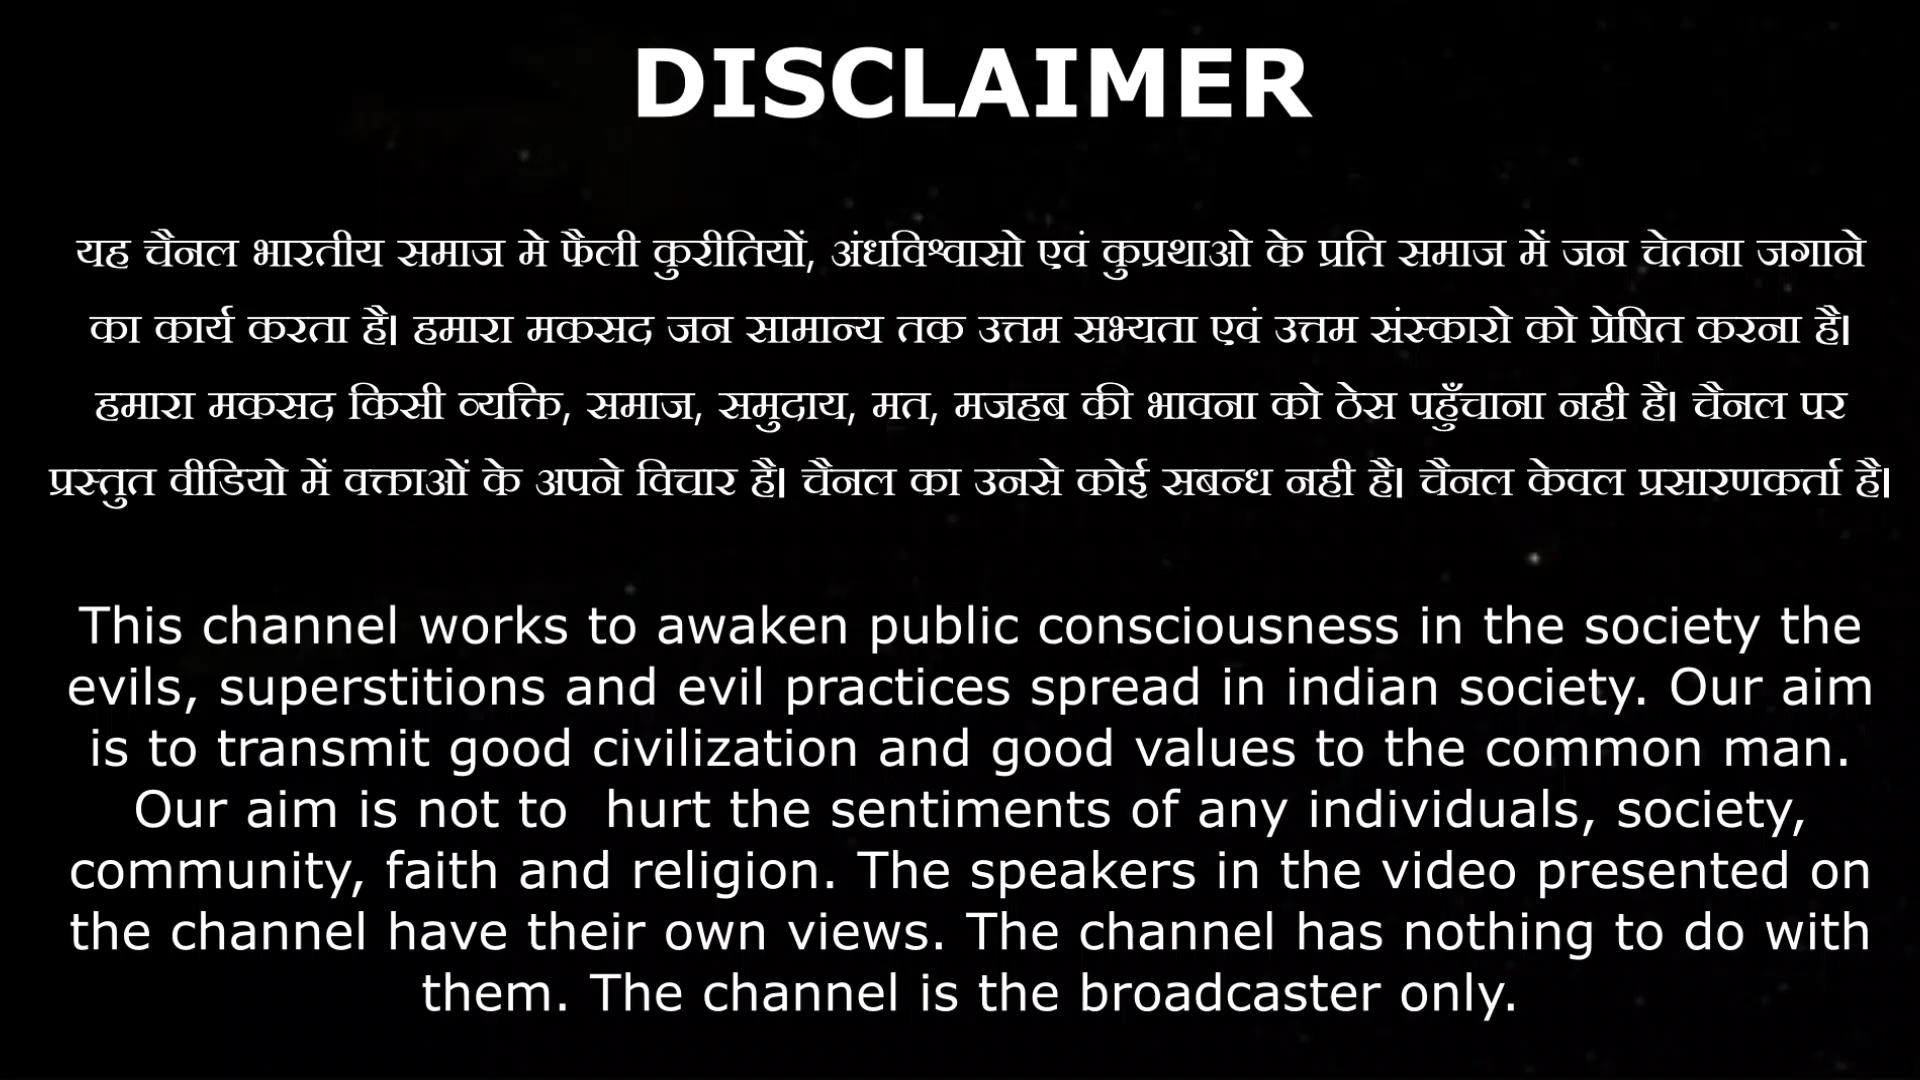 DISCLAIMER
यह चैनल भारतीय समाज मे फैली कुरीतियों, अंधविश्वासो एवं कुप्रथाओ के प्रति समाज में जन चेतना जगाने
का कार्य करता है। हमारा मकसद जन सामान्य तक उत्तम सभ्यता एवं उत्तम संस्कारो को प्रेषित करना है।
हमारा मकसद किसी व्यक्ति, समाज, समुदाय, मत, मजहब की भावना को ठेस पहुँचाना नही है। चैनल पर
प्रस्तुत वीडियो में वक्ताओं के अपने विचार है। चैनल का उनसे कोई सबन्ध नही है। चैनल केवल प्रसारणकर्ता है।
This channel works to awaken public consciousness in the society the
evils, superstitions and evil practices spread in indian society. Our aim
is to transmit good civilization and good values to the common man.
Our aim is not to  hurt the sentiments of any individuals, society,
community, faith and religion. The speakers in the video presented on
the channel have their own views. The channel has nothing to do with
them. The channel is the broadcaster only.